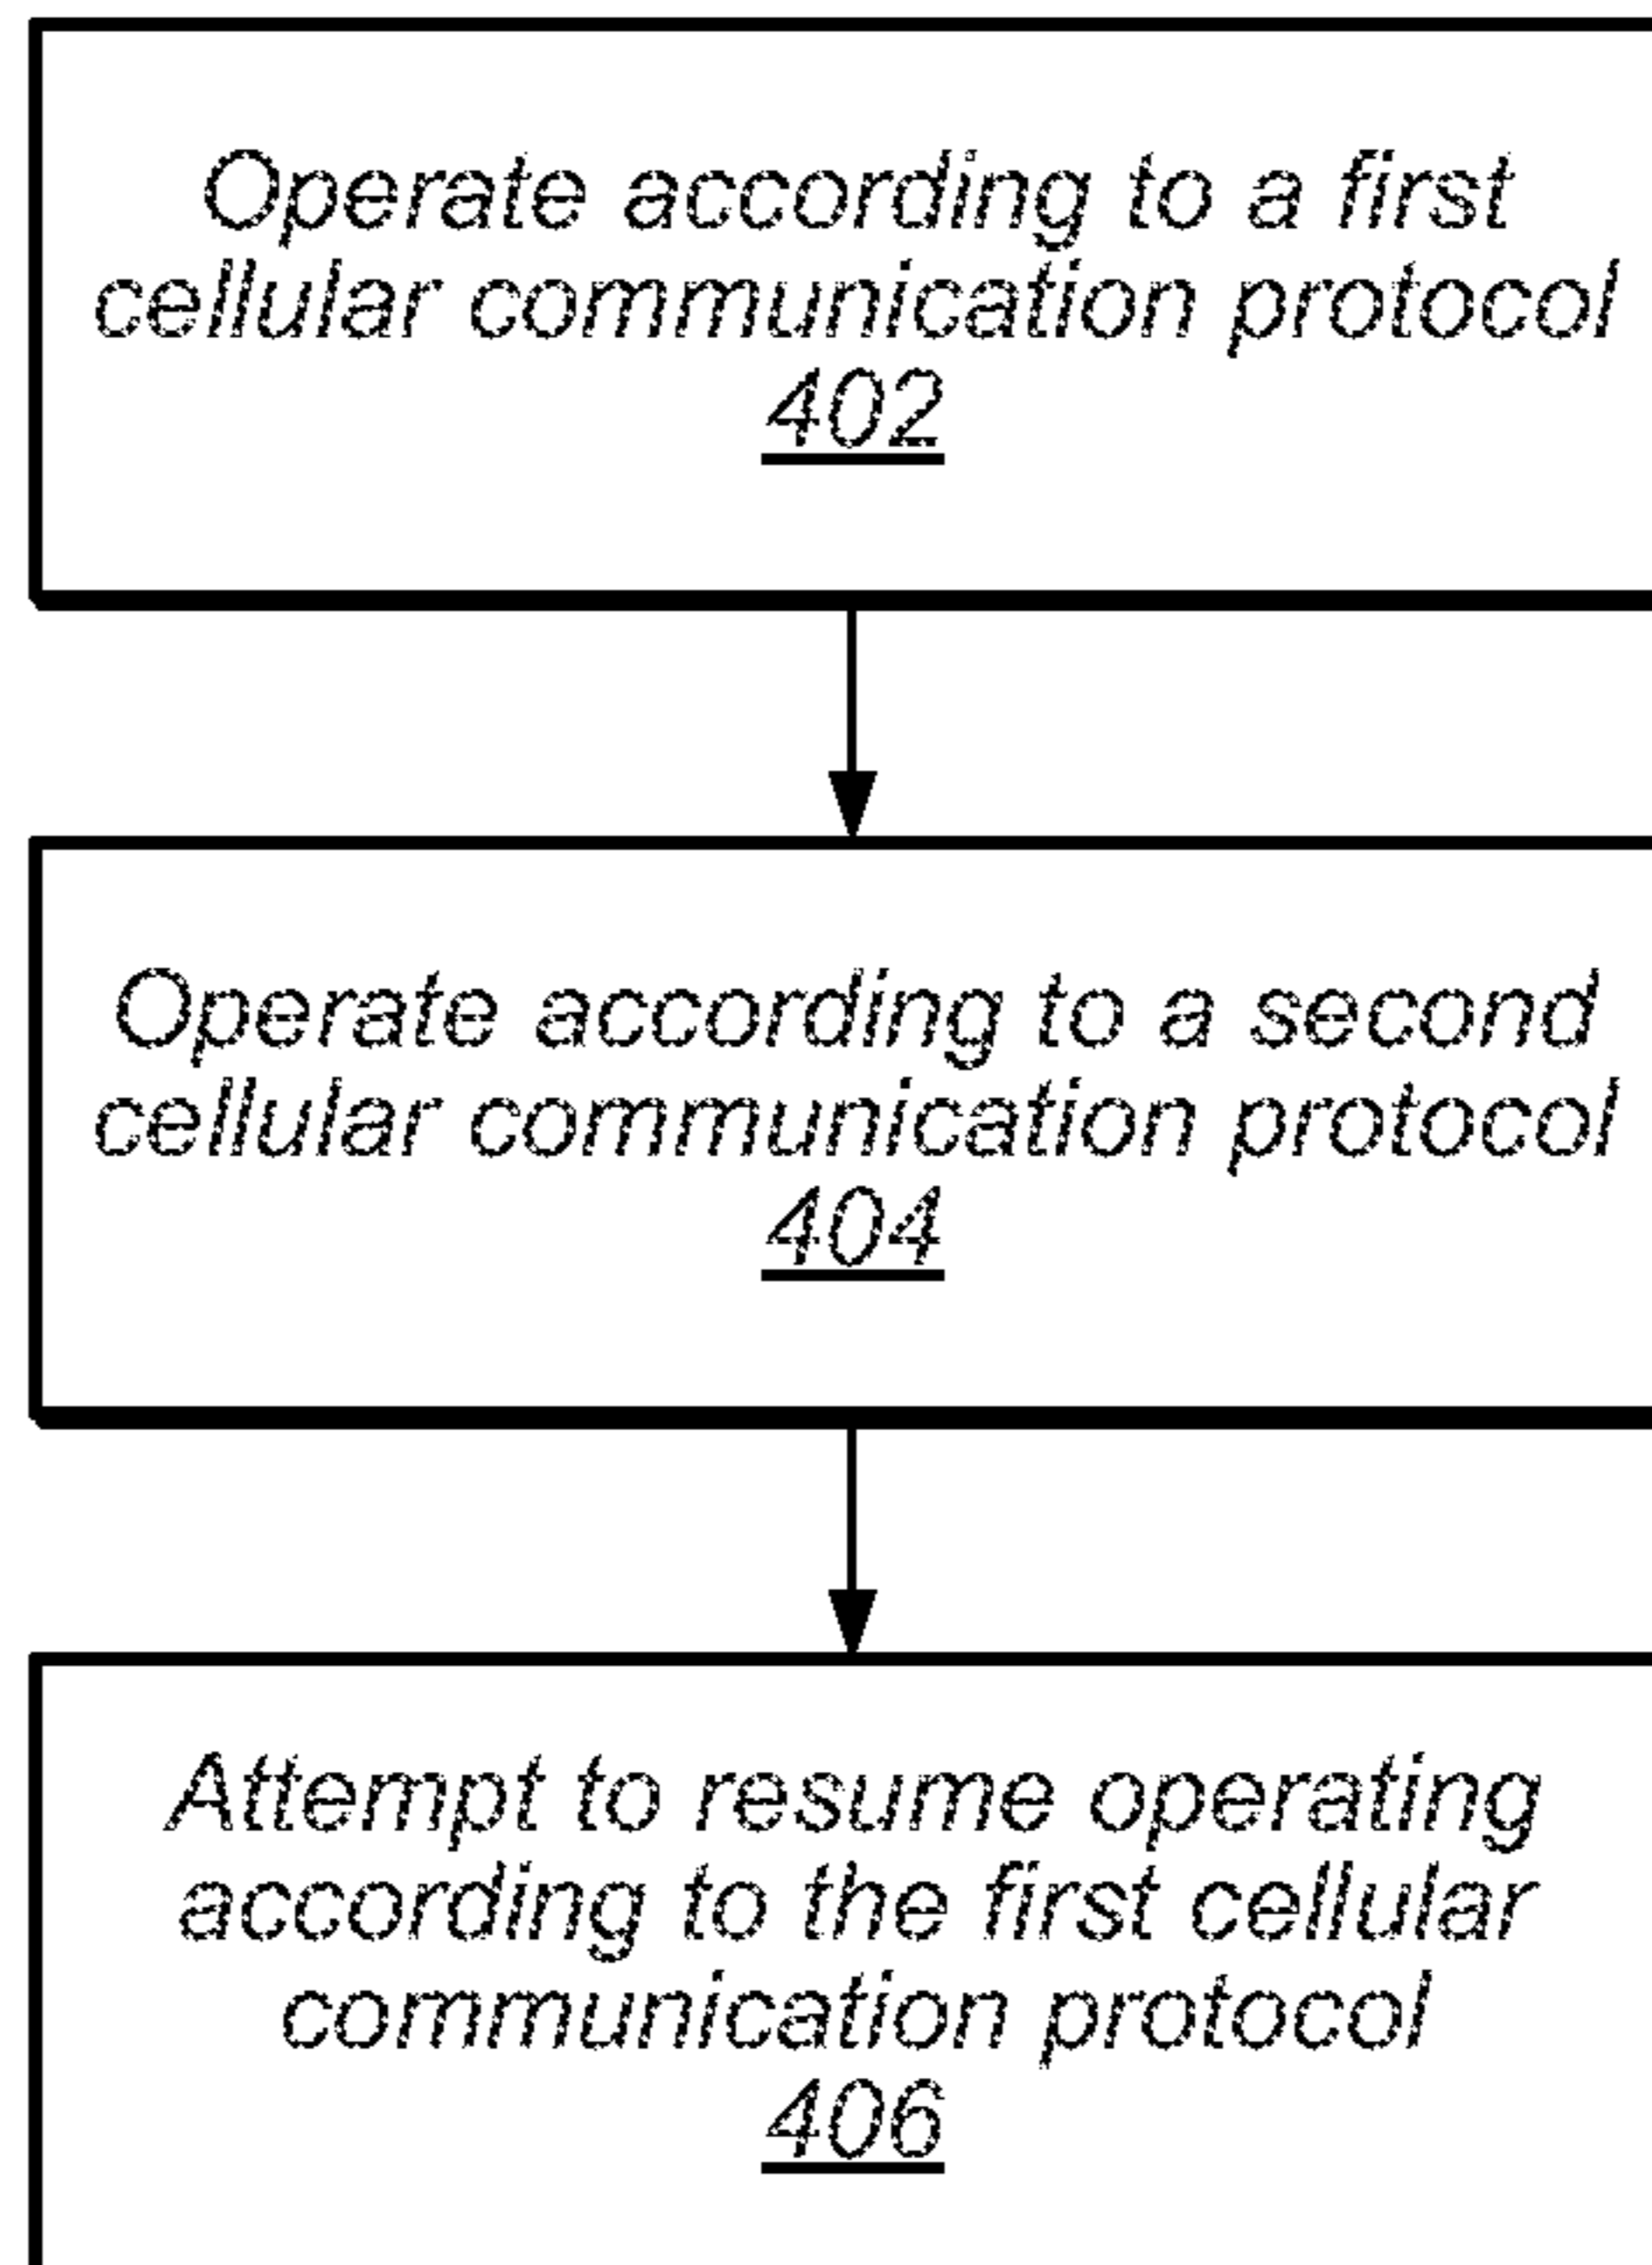 Operate according to a first
cellular communication protocol
402
Operate according to a second
cellular communication protocol
404
Attempt to resume operating
according to the first cellular
communication protocol
406